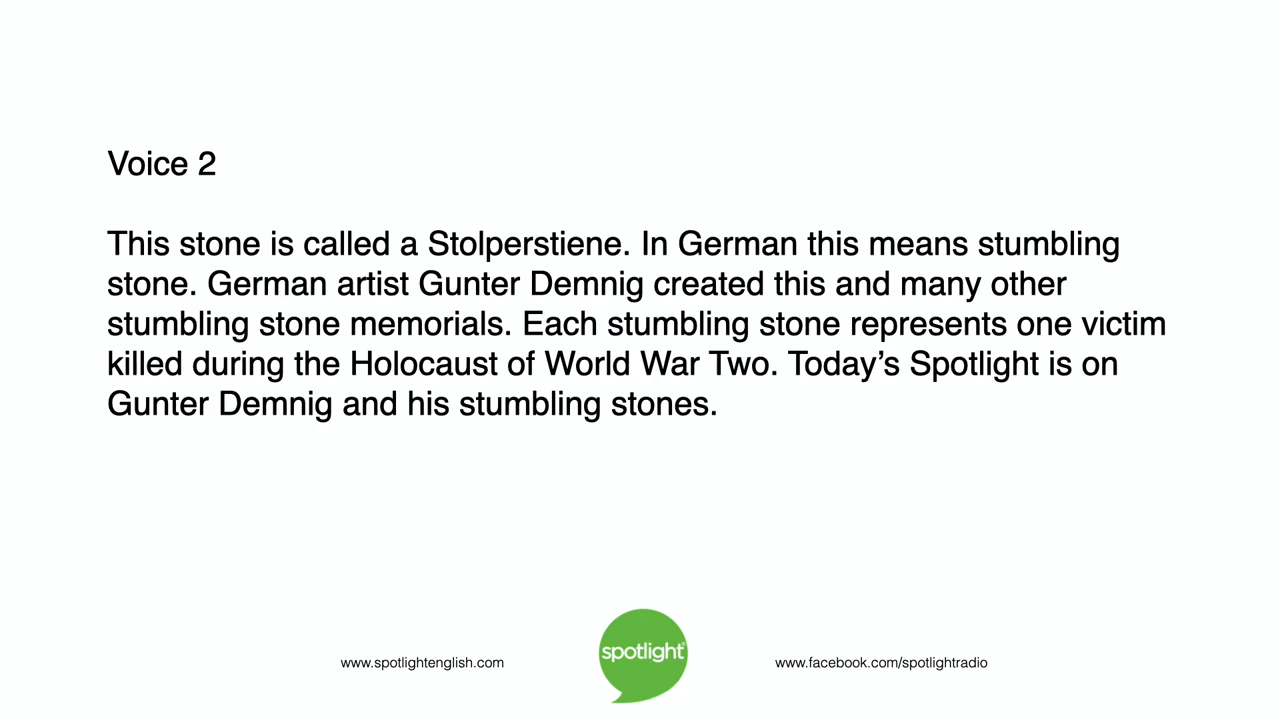 Voice 2
This stone is called a Stolperstiene. In German this means stumbling
stone. German artist Gunter Demnig created this and many other
stumbling stone memorials. Each stumbling stone represents one victim
killed during the Holocaust of World War Two. Today’s Spotlight is on
Gunter Demnig and his stumbling stones.
www.spotlightenglish.com
spotlight®
www.facebook.com/spotlightradio